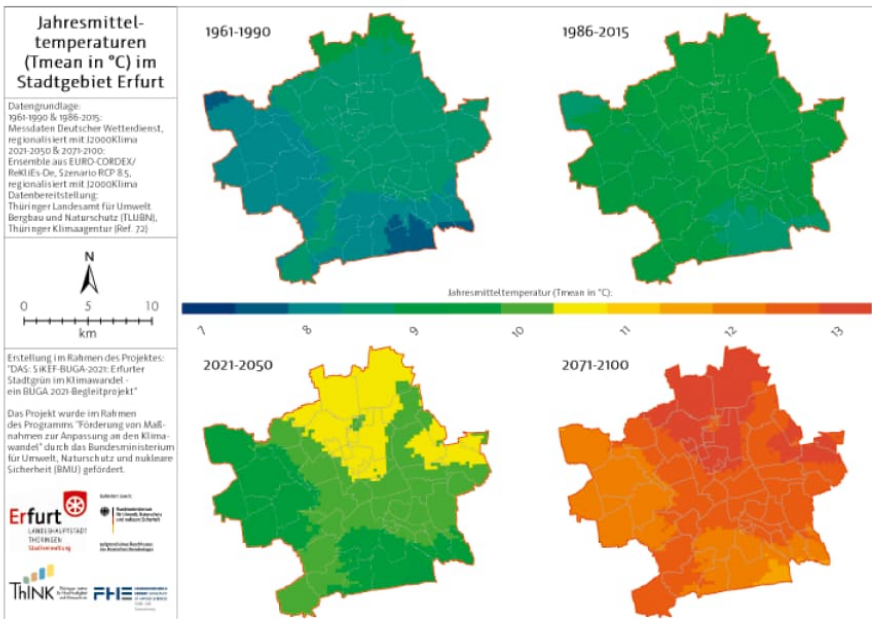 Jahresmittel-
temperaturen
(Tmean in °C) im
Stadtgebiet Erfurt
Datengrundlage:
1961-1990 & 1986-2015:
Messdaten Deutscher Wetterdienst,
regionalisiert mit J2000Klima
2021-2050 & 2071-2100:
Ensemble aus EURO-CORDEX/
ReKliEs-De, Szenario RCP 8.5,
regionalisiert mit J2000Klima
Datenbereitstellung:
Thüringer Landesamt für Umwelt
Bergbau und Naturschutz (TLUBN),
Thüringer Klimaagentur (Ref. 72)
N
0 5 10
km
Erstellung im Rahmen des Projektes:
"DAS: SiKEF-BUGA-2021: Erfurter
Stadtgrün im Klimawandel -
ein BUGA 2021-Begleitprojekt"
Das Projekt wurde im Rahmen
des Programms "Förderung von Maß-
nahmen zur Anpassung an den Klima-
wandel" durch das Bundesministerium
für Umwelt, Naturschutz und nukleare
Sicherheit (BMU) gefördert.
Erfurt
LANDESHAUPTSTADT
THÜRINGEN
Stadtverwaltung
ThINK
FHE
1961-1990
1986-2015
Jahresmitteltemperatur (Tmean in °C):
7 8 9 10 11 12 13
2021-2050
2071-2100